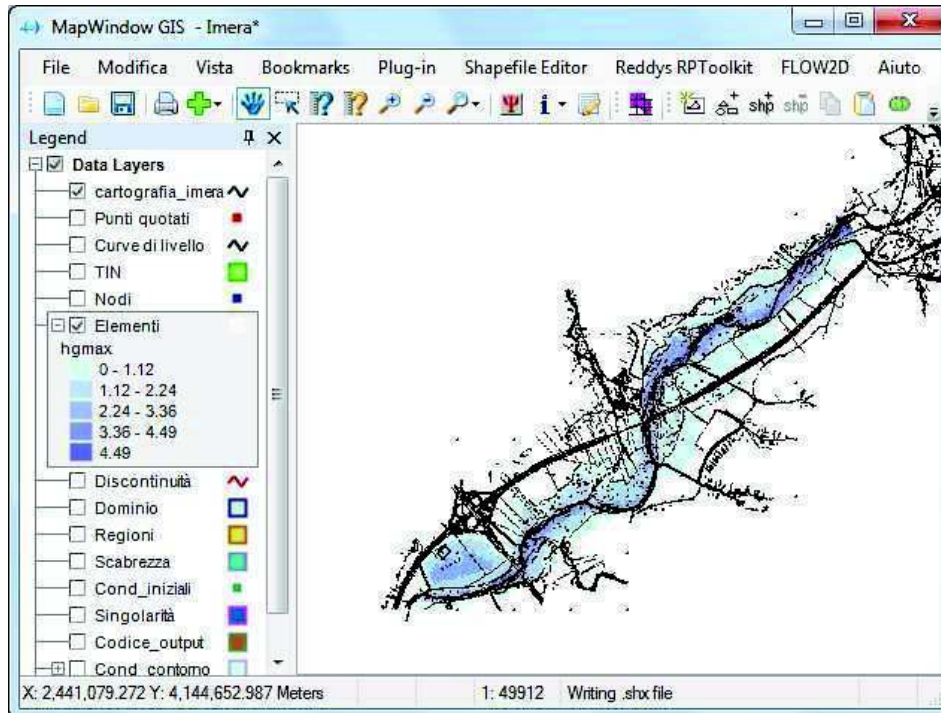 MapWindow GIS - Imera*
File Modifica Vista Bookmarks Plug-in Shapefile Editor Reddys RPToolkit FLOW2D Aiuto
shp shp
Legend
Data Layers
cartografia_imera
Punti quotati
Curve di livello
TIN
Nodi
Elementi
hgmax
0 - 1.12
1.12 - 2.24
2.24 - 3.36
3.36 - 4.49
4.49
Discontinuità
Dominio
Regioni
Scabrezza
Cond_iniziali
Singolarità
Codice_output
Cond_contorno
X: 2,441,079.272 Y: 4,144,652.987 Meters 1: 49912 Writing .shx file